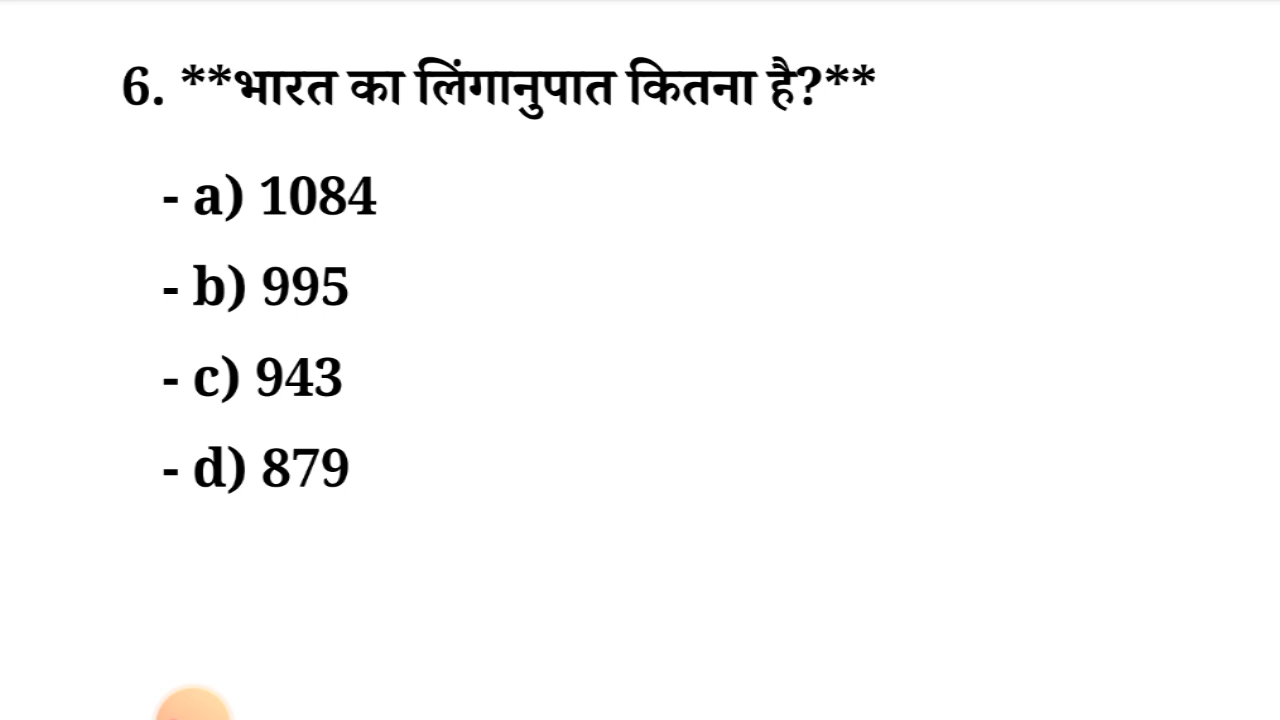 6. **भारत का लिंगानुपात कितना है?**
- a) 1084
- b) 995
- c) 943
- d) 879